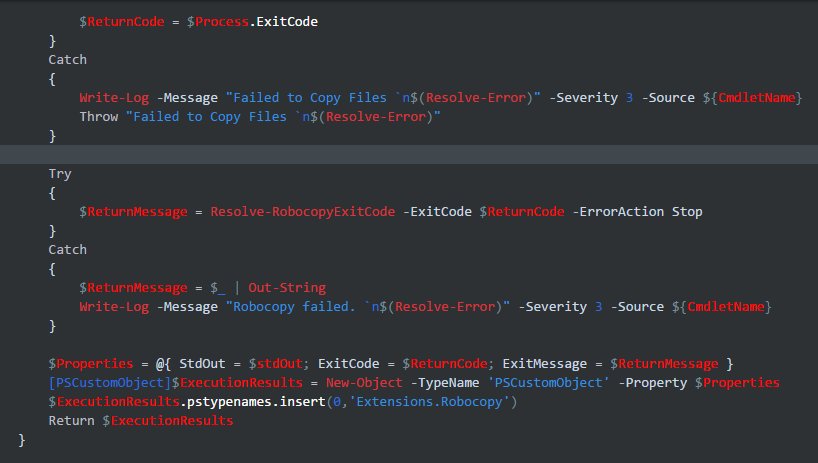 $ReturnCode = $Process.ExitCode
}
Catch
{
Write-Log -Message "Failed to Copy Files `n$(Resolve-Error)" -Severity 3 -Source ${CmdletName}
Throw "Failed to Copy Files `n$(Resolve-Error)"
}
Try
{
$ReturnMessage = Resolve-RobocopyExitCode -ExitCode $ReturnCode -ErrorAction Stop
}
Catch
{
$ReturnMessage = $_ | Out-String
Write-Log -Message "Robocopy failed. `n$(Resolve-Error)" -Severity 3 -Source ${CmdletName}
}
$Properties = @{ StdOut = $stdOut; ExitCode = $ReturnCode; ExitMessage = $ReturnMessage }
[PSCustomObject]$ExecutionResults = New-Object -TypeName 'PSCustomObject' -Property $Properties
$ExecutionResults.pstypenames.insert(0,'Extensions.Robocopy')
Return $ExecutionResults
}